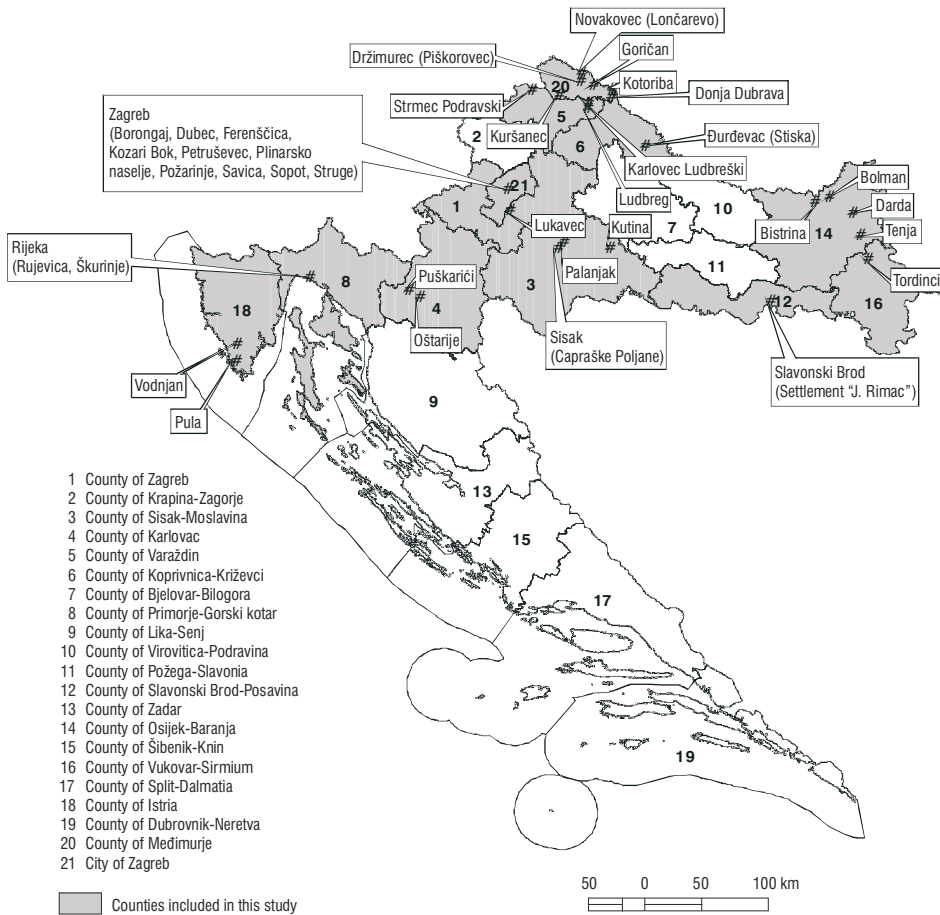 Novakovec (Lončarevo)
Držimurec (Piškorovec)
Goričan
Kotoriba
Donja Dubrava
Strmec Podravski
Kuršanec
Đurđevac (Stiska)
Karlovec Ludbreški
Ludbreg
Zagreb
(Borongaj, Dubec, Ferenščica,
Kozari Bok, Petruševec, Plinarsko
naselje, Požarinje, Savica, Sopot, Struge)
Lukavec
Kutina
Palanjak
Bolman
Darda
Bistrina
Tenja
Tordinci
Rijeka
(Rujevica, Škurinje)
Puškarići
Oštarije
Sisak
(Capraške Poljane)
Slavonski Brod
(Settlement "J. Rimac")
Vodnjan
Pula
20
5
2
6
21
1
10
7
14
11
3
8
4
18
12
16
9
13
15
17
19
1 County of Zagreb
2 County of Krapina-Zagorje
3 County of Sisak-Moslavina
4 County of Karlovac
5 County of Varaždin
6 County of Koprivnica-Križevci
7 County of Bjelovar-Bilogora
8 County of Primorje-Gorski kotar
9 County of Lika-Senj
10 County of Virovitica-Podravina
11 County of Požega-Slavonia
12 County of Slavonski Brod-Posavina
13 County of Zadar
14 County of Osijek-Baranja
15 County of Šibenik-Knin
16 County of Vukovar-Sirmium
17 County of Split-Dalmatia
18 County of Istria
19 County of Dubrovnik-Neretva
20 County of Međimurje
21 City of Zagreb
Counties included in this study
50 0 50 100 km